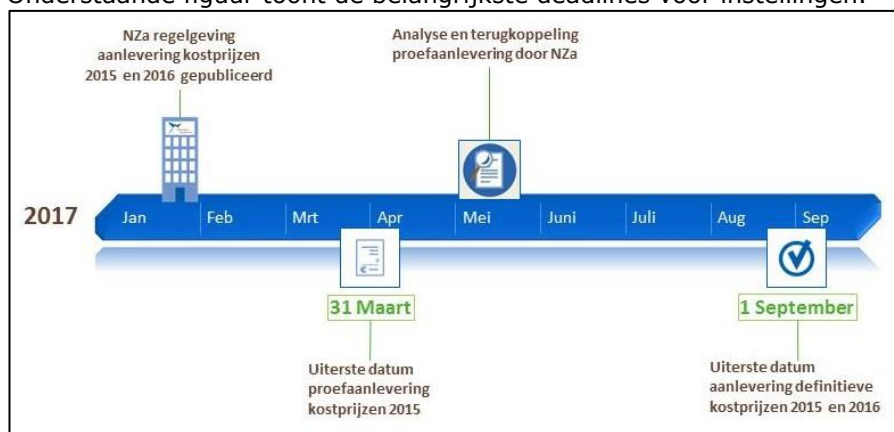 Onderstaande figuur toont de belangrijkste deadlines voor instellingen.
NZa regelgeving
aanlevering kostprijzen
2015 en 2016 gepubliceerd
Analyse en terugkoppeling
proefaanlevering door NZa
2017
Jan
Feb
Mrt
Apr
Mei
Juni
Juli
Aug
Sep
31 Maart
1 September
Uiterste datum
proefaanlevering
kostprijzen 2015
Uiterste datum
aanlevering definitieve
kostprijzen 2015 en 2016